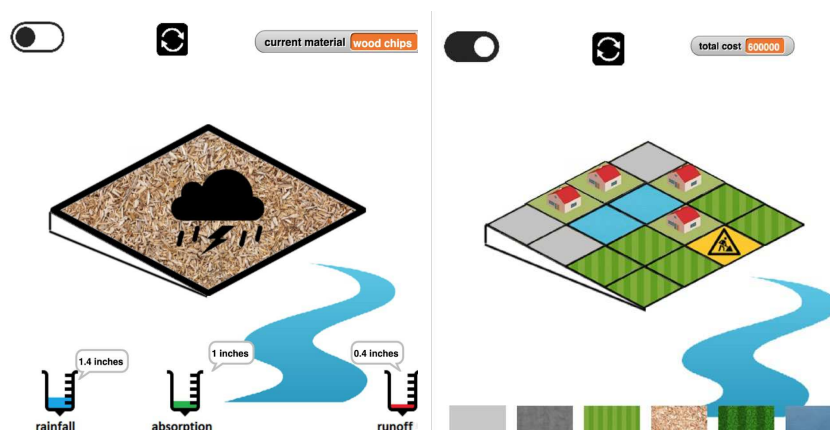 current material wood chips
total cost 600000
1.4 inches
1 inches
0.4 inches
rainfall
absorption
runoff